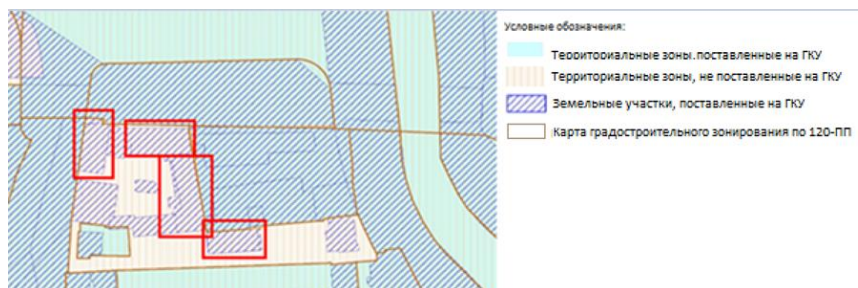 Условные обозначения:
Территориальные зоны.поставленные на ГКУ
Территориальные зоны, не поставленные на ГКУ
Земельные участки, поставленные на ГКУ
Карта градостроительного зонирования по 120-ПП